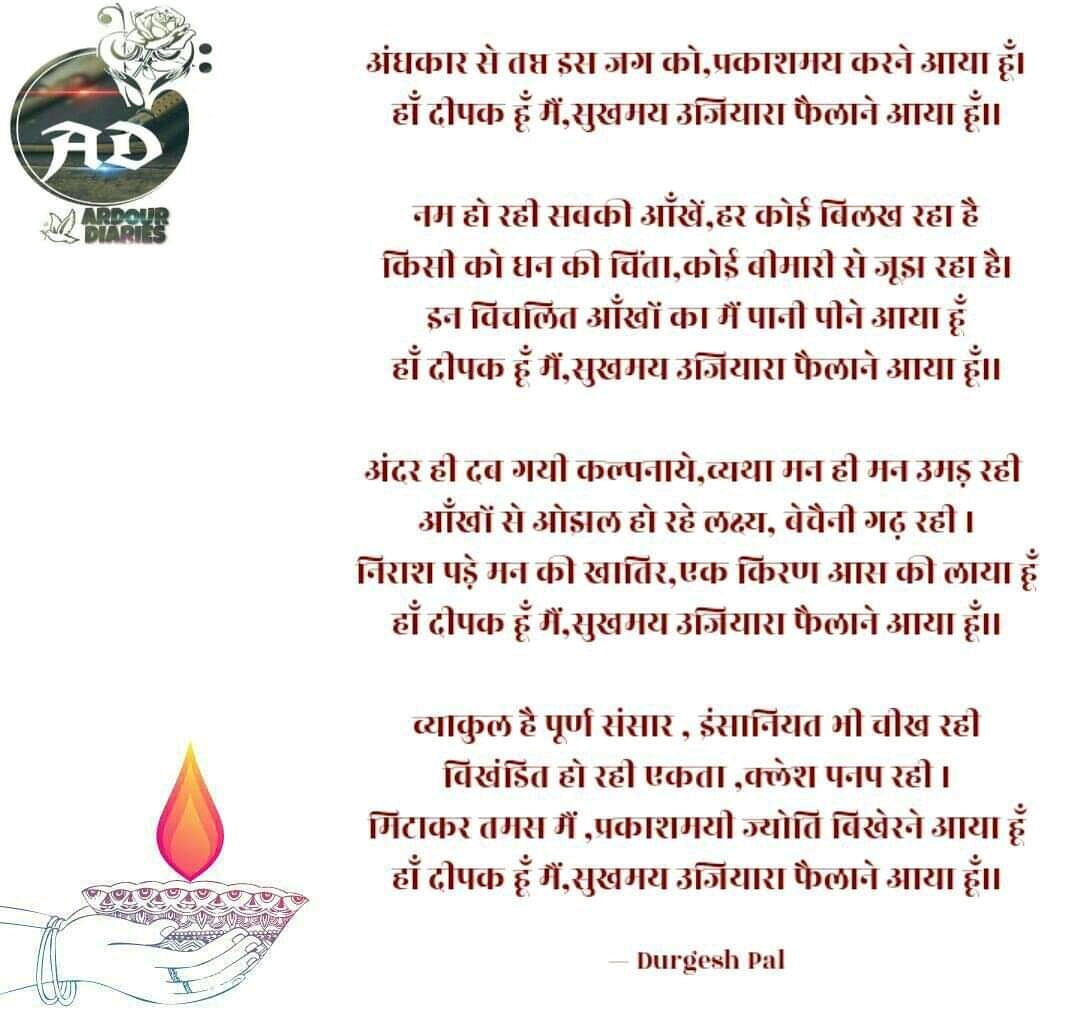 AD
ARDOUR
DIARIES
अंधकार से तप्त इस जग को,प्रकाशमय करने आया हूँ।
हाँ दीपक हूँ मैं,सुखमय उजियारा फैलाने आया हूँ।।
नम हो रही सबकी आँखें,हर कोई बिलख रहा है
किसी को धन की चिंता,कोई बीमारी से जूझ रहा है।
इन विचलित आँखों का मैं पानी पीने आया हूँ
हाँ दीपक हूँ मैं,सुखमय उजियारा फैलाने आया हूँ।।
अंदर ही दब गयी कल्पनाये,व्यथा मन ही मन उमड़ रही
आँखों से ओझल हो रहे लक्ष्य, बेचैनी गढ़ रही ।
निराश पड़े मन की खातिर,एक किरण आस की लाया हूँ
हाँ दीपक हूँ मैं,सुखमय उजियारा फैलाने आया हूँ।।
व्याकुल है पूर्ण संसार , इंसानियत भी चीख रही
विखंडित हो रही एकता ,क्लेश पनप रही ।
मिटाकर तमस मैं ,प्रकाशमयी ज्योति बिखेरने आया हूँ
हाँ दीपक हूँ मैं,सुखमय उजियारा फैलाने आया हूँ।।
— Durgesh Pal